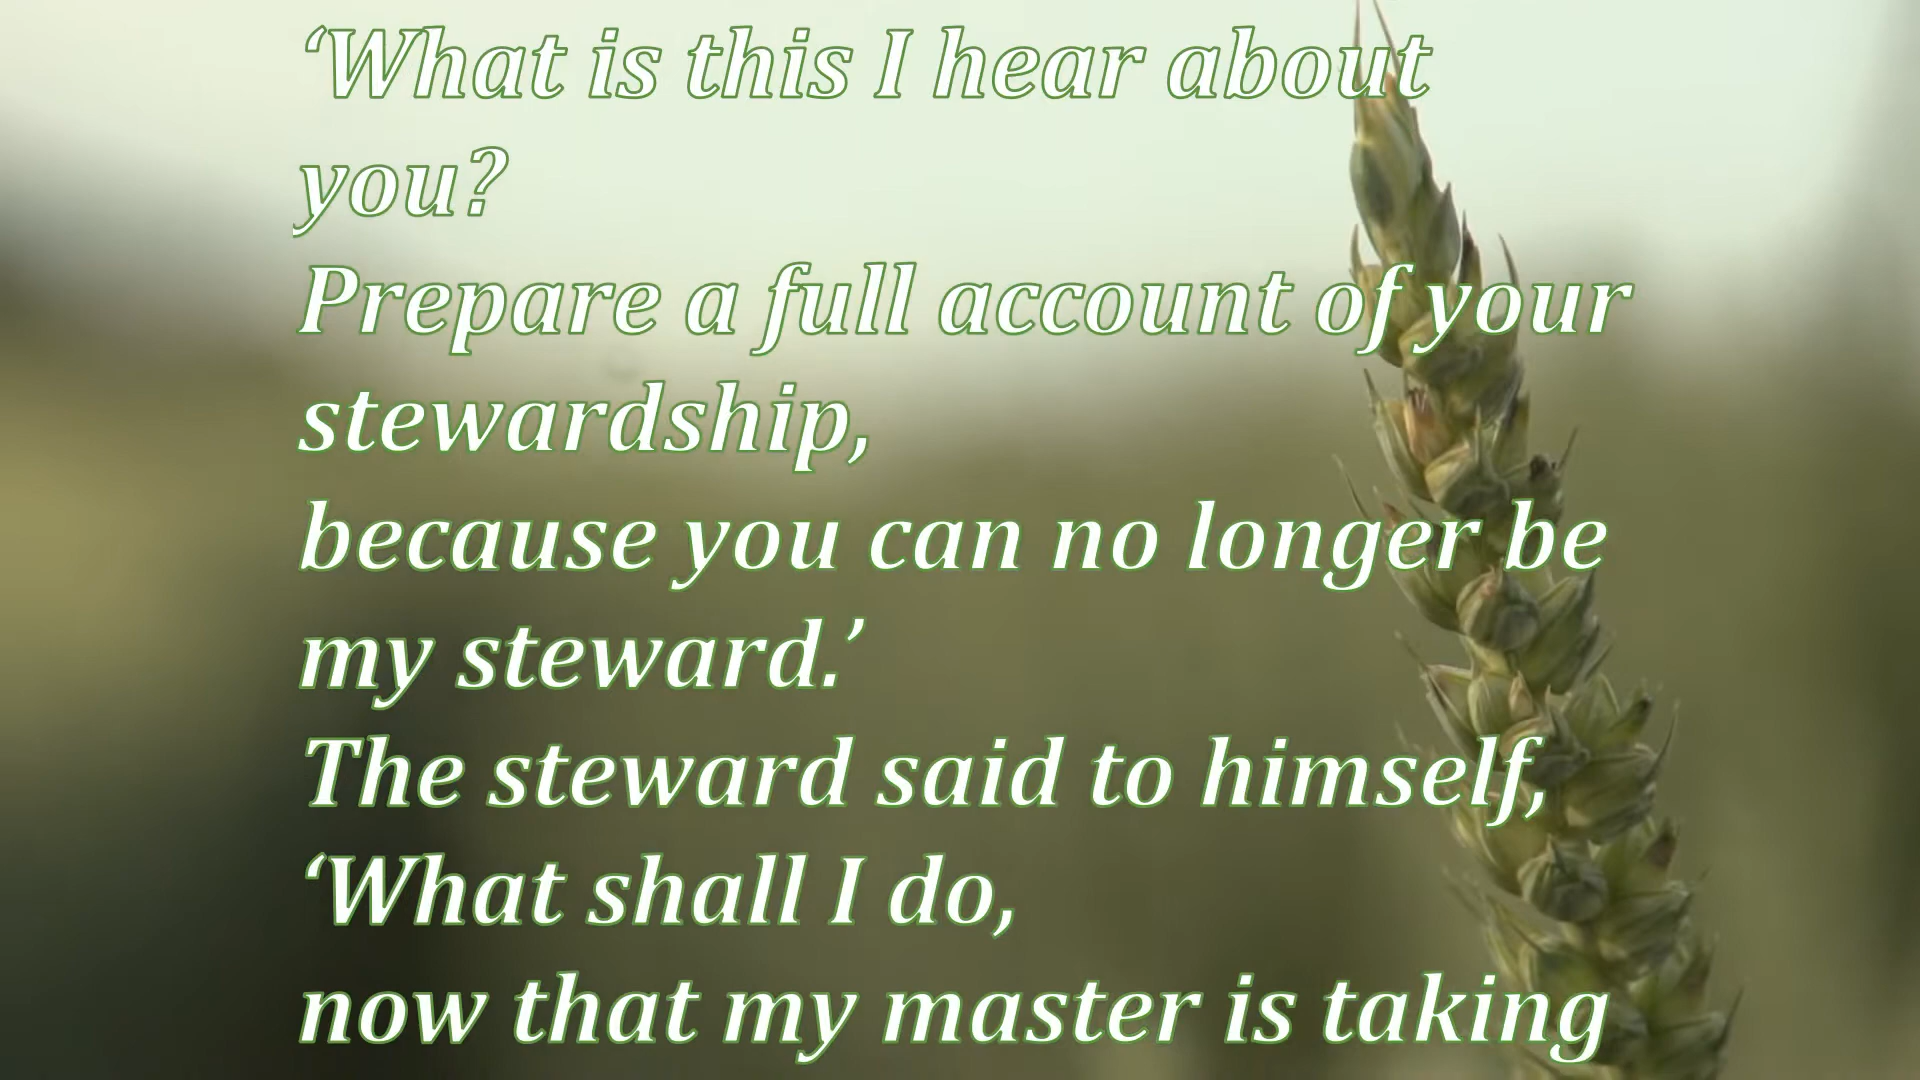 ‘What is this I hear about
you?
Prepare a full account of your
stewardship,
because you can no longer be
my steward.’
The steward said to himself,
‘What shall I do,
now that my master is taking